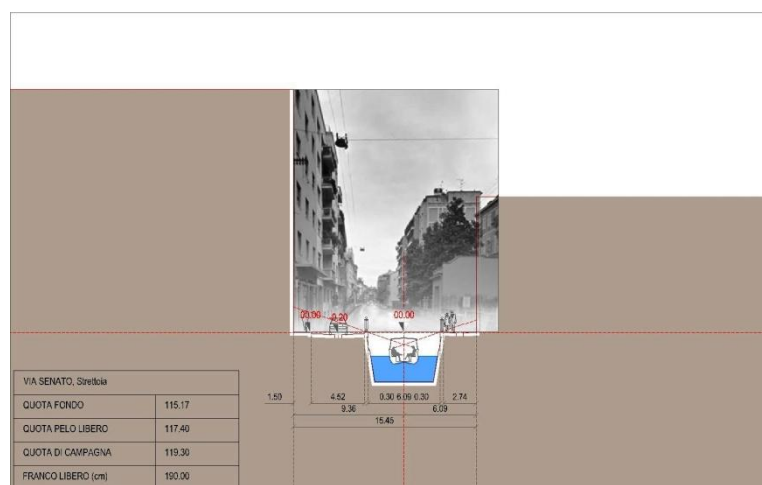 00.00 -0.20 00.00
VIA SENATO, Strettoia
QUOTA FONDO 115.17
QUOTA PELO LIBERO 117.40
QUOTA DI CAMPAGNA 119.30
FRANCO LIBERO (cm) 190.00
1.50 4.52 0.30 6.09 0.30 2.74
9.36 6.09
15.45